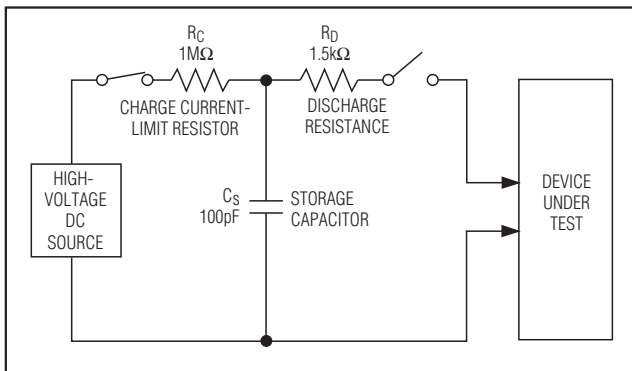 RC
1MΩ
RD
1.5kΩ
CHARGE CURRENT-
LIMIT RESISTOR
DISCHARGE
RESISTANCE
HIGH-
VOLTAGE
DC
SOURCE
CS
100pF
STORAGE
CAPACITOR
DEVICE
UNDER
TEST